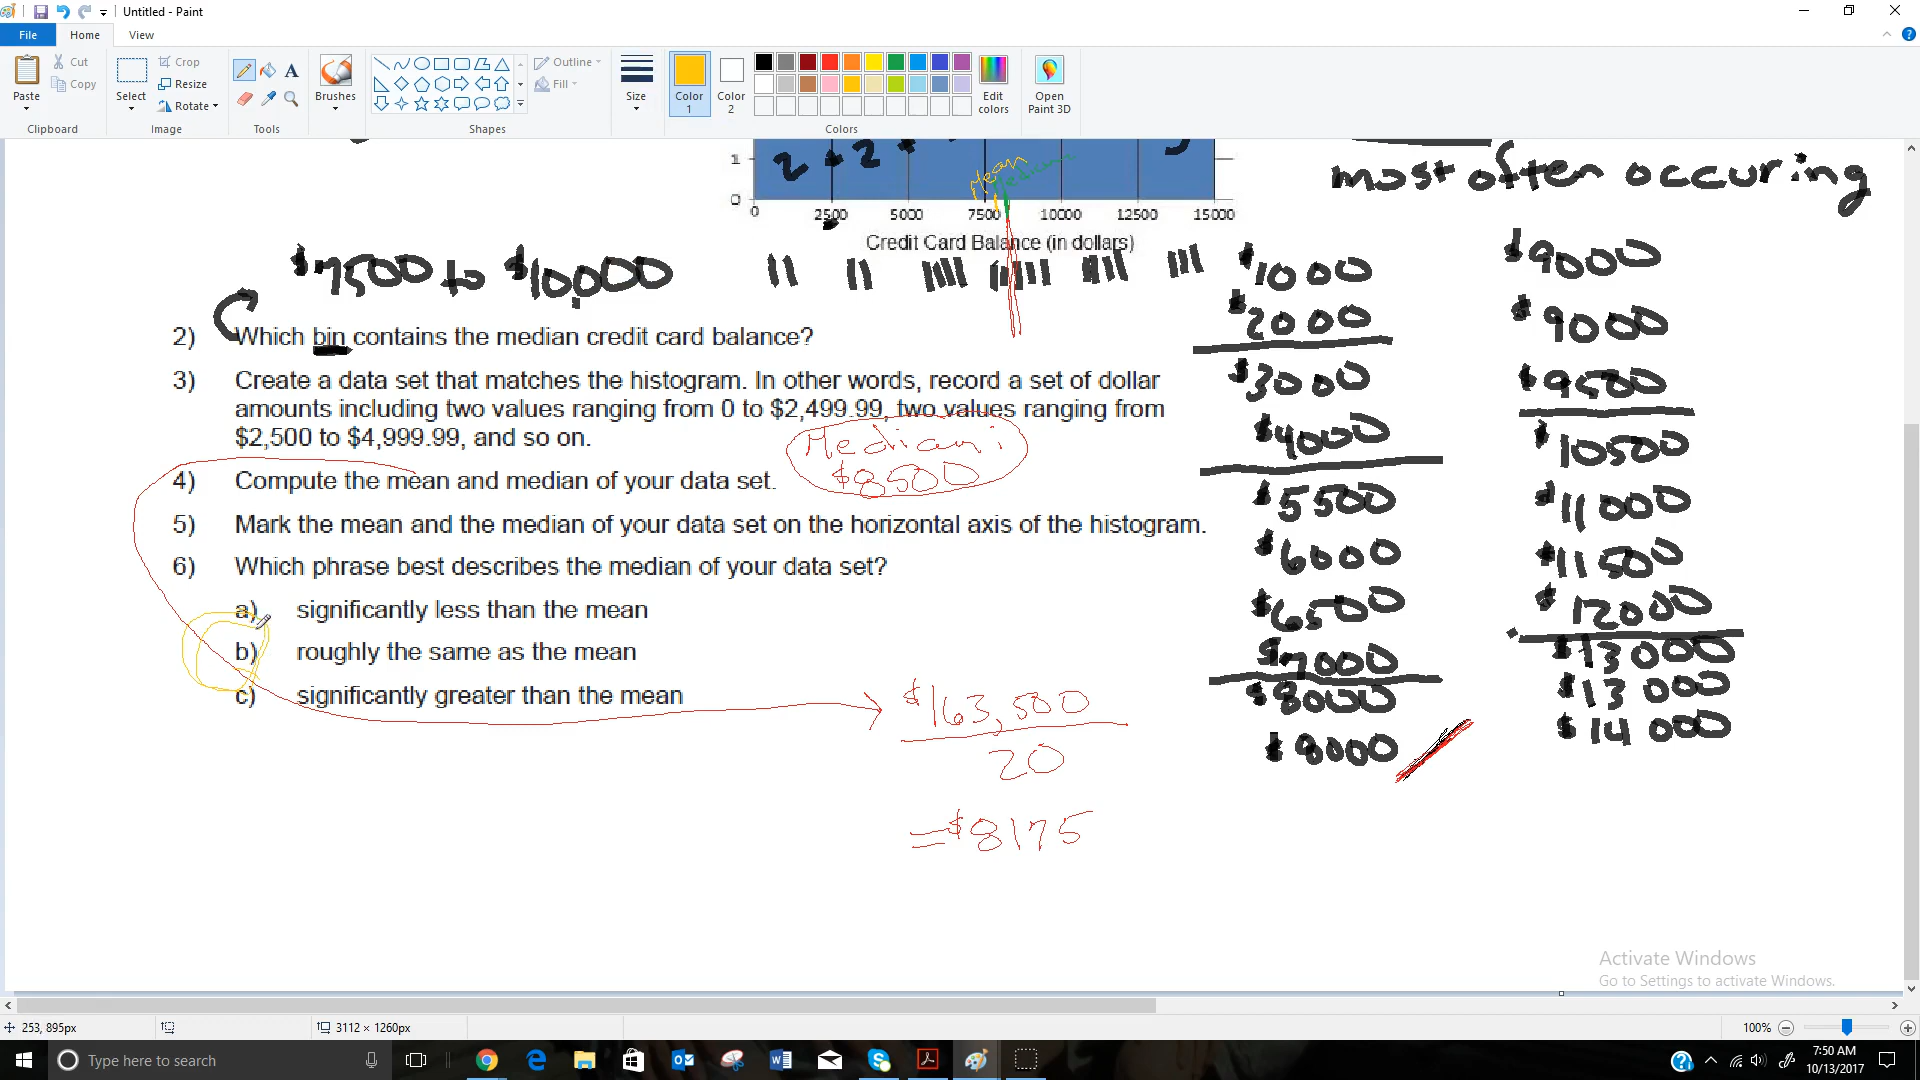 Untitled - Paint
File
Home
View
Paste
Cut
Copy
Clipboard
Select
Crop
Resize
Rotate
Image
Tools
Brushes
Shapes
Outline
Fill
Size
Color
1
Color
2
Colors
Edit
colors
Open
Paint 3D
1
2 + 2 +
Mean
Median
0
0 2500 5000 7500 10000 12500 15000
Credit Card Balance (in dollars)
most often occuring
$7500 to $10,000
2) Which bin contains the median credit card balance?
3) Create a data set that matches the histogram. In other words, record a set of dollar
amounts including two values ranging from 0 to $2,499.99, two values ranging from
$2,500 to $4,999.99, and so on.
Median:
$8500
4) Compute the mean and median of your data set.
5) Mark the mean and the median of your data set on the horizontal axis of the histogram.
6) Which phrase best describes the median of your data set?
a) significantly less than the mean
b) roughly the same as the mean
c) significantly greater than the mean
$163,500
20
=$8175
$1000
$2000
$3000
$4000
$5500
$6000
$6500
$7000
$8000
$8000
$9000
$9000
$9500
$10500
$11000
$11500
$12000
$13000
$13000
$14000
Activate Windows
Go to Settings to activate Windows.
253, 895px
3112 × 1260px
100%
Type here to search
7:50 AM
10/13/2017